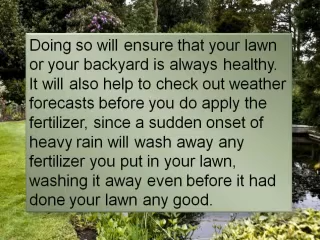 Doing so will ensure that your lawn
or your backyard is always healthy.
It will also help to check out weather
forecasts before you do apply the
fertilizer, since a sudden onset of
heavy rain will wash away any
fertilizer you put in your lawn,
washing it away even before it had
done your lawn any good.